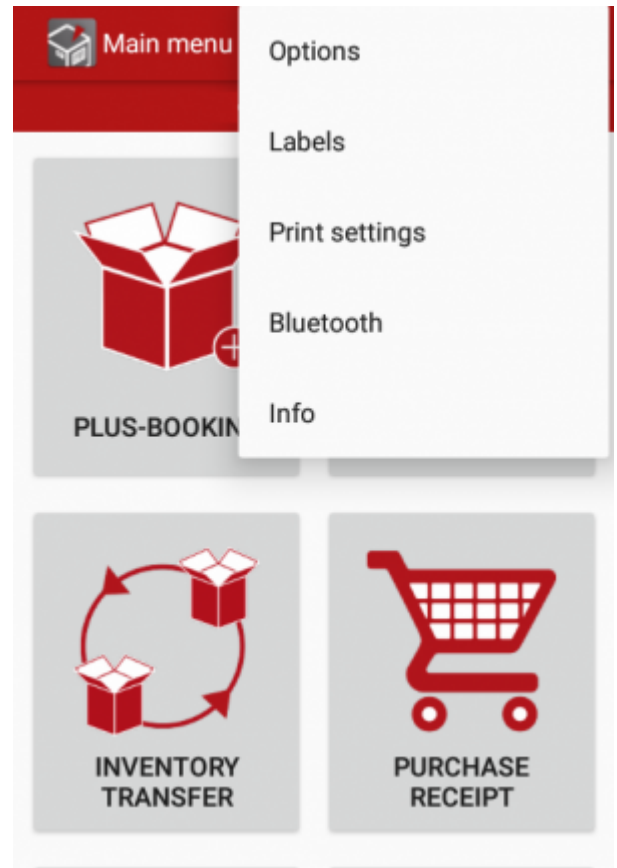 Main menu
Options
Labels
Print settings
Bluetooth
Info
PLUS-BOOKIN
INVENTORY
TRANSFER
PURCHASE
RECEIPT